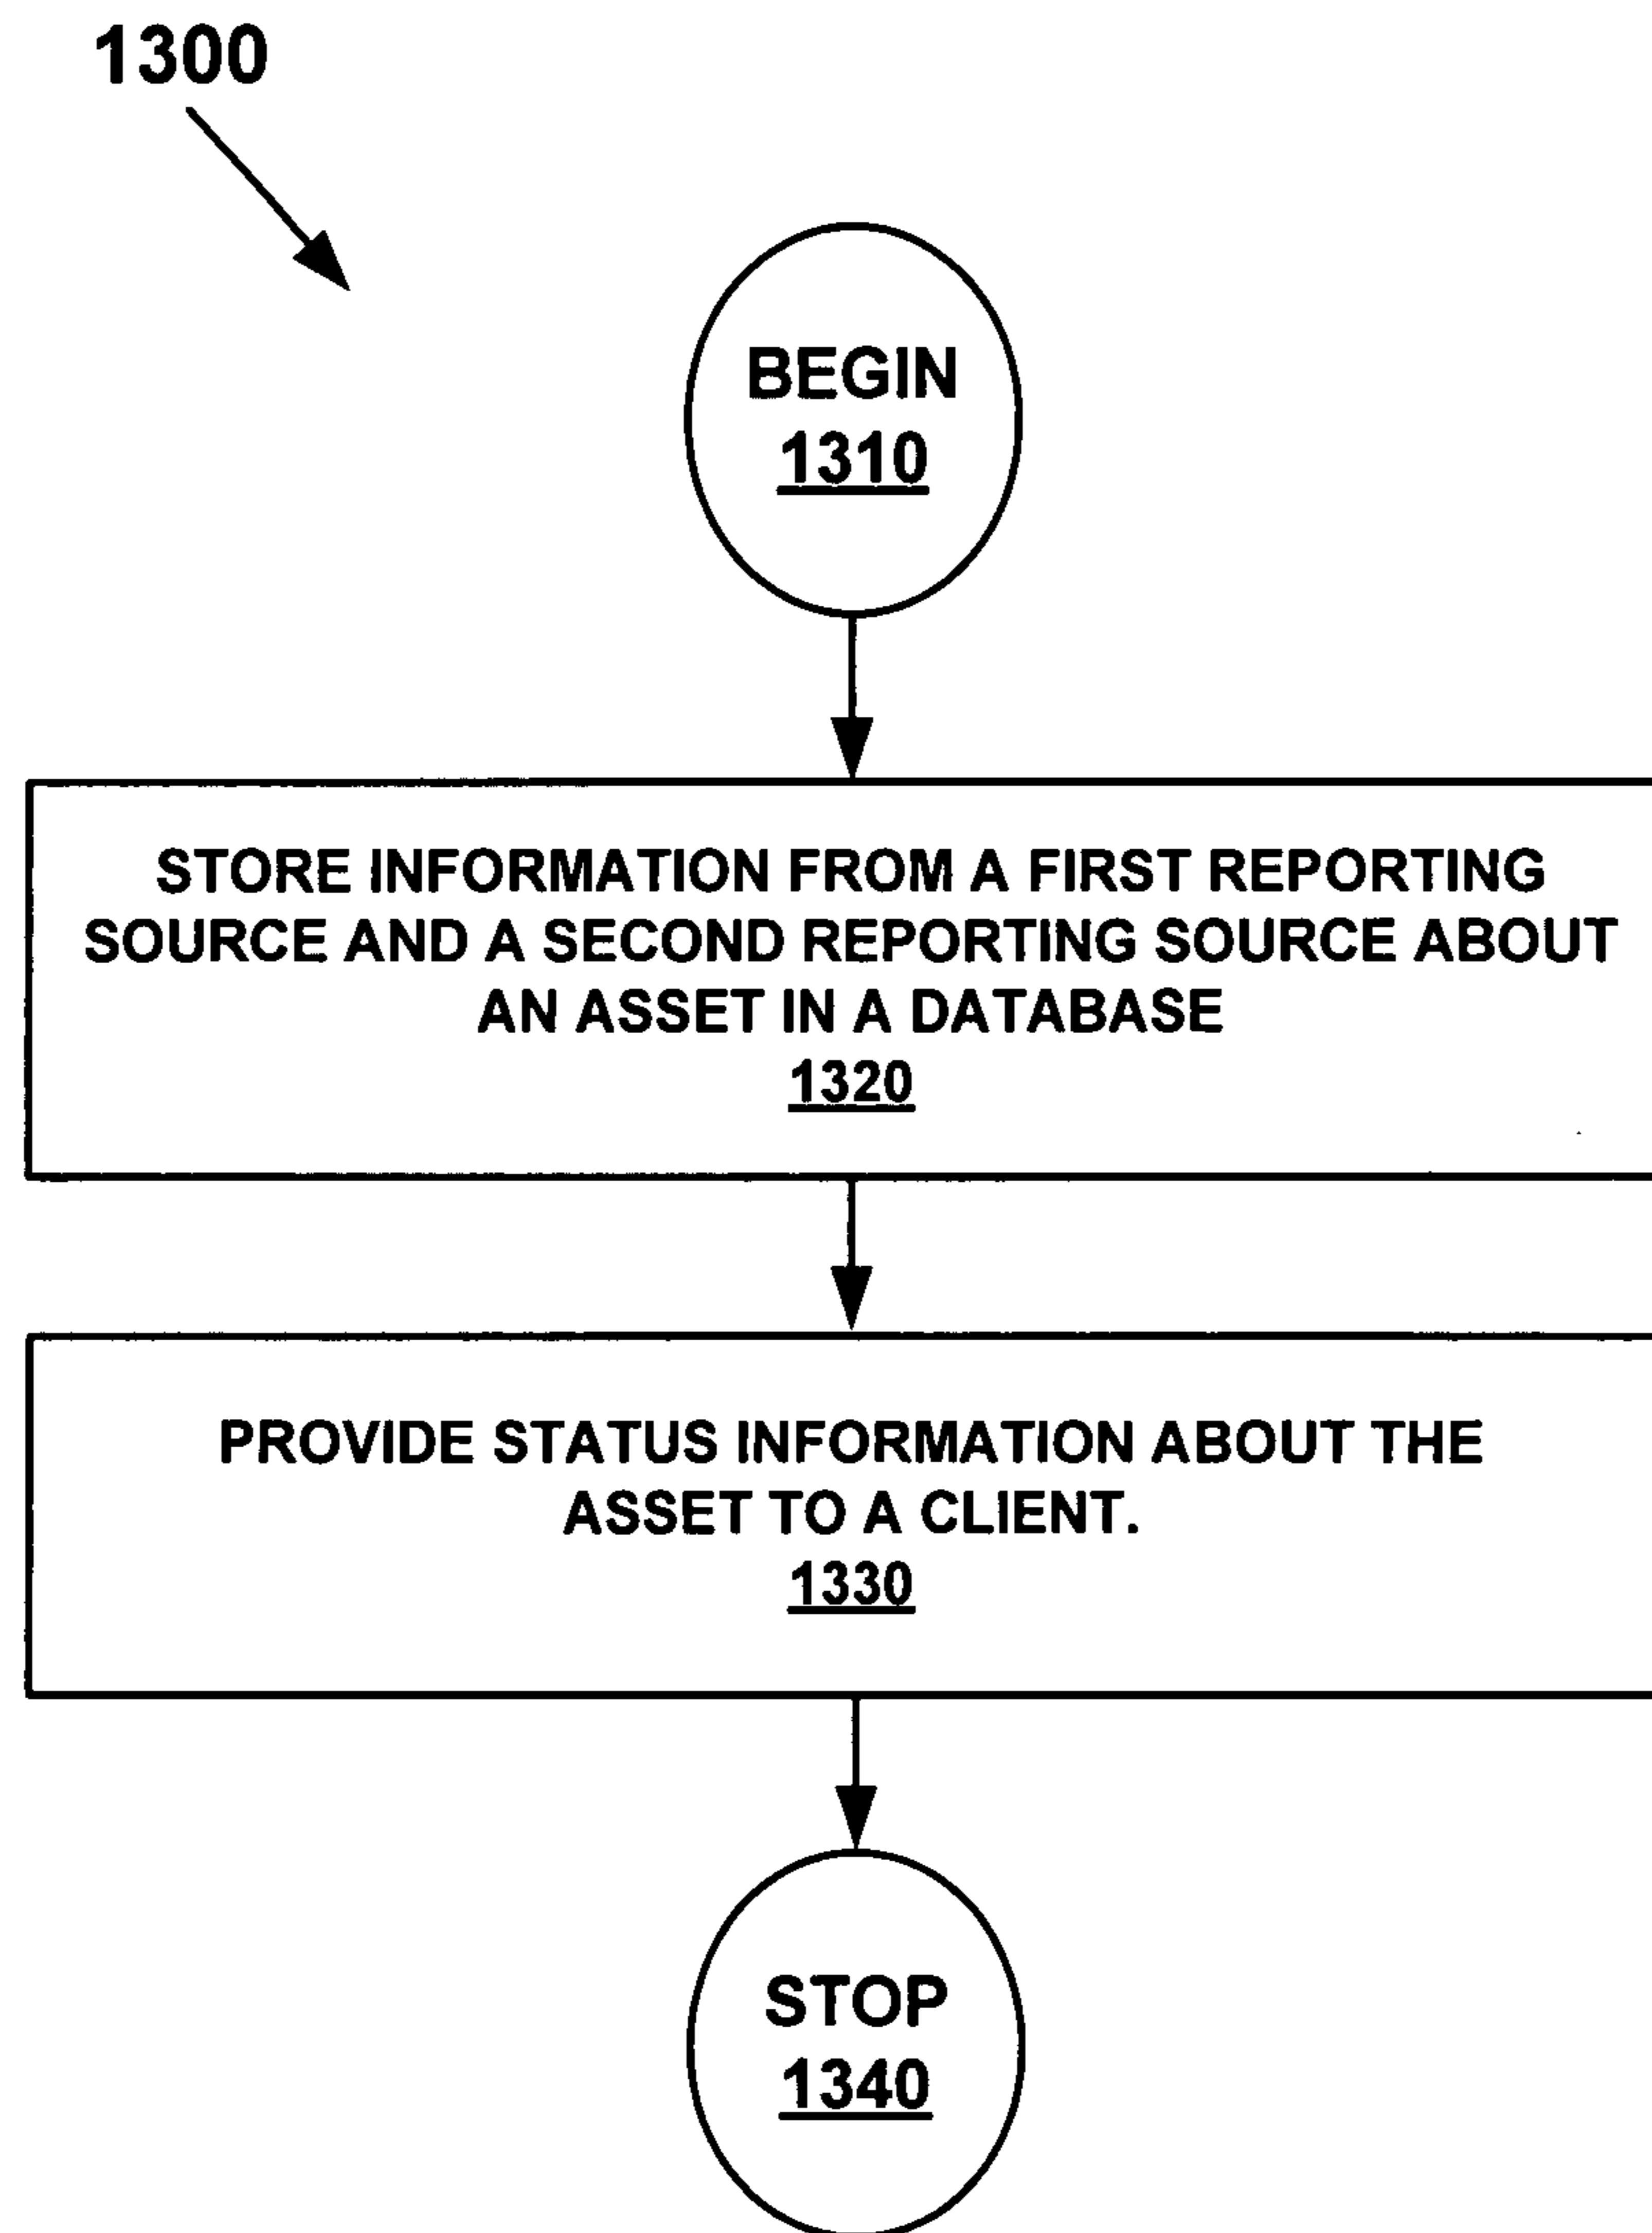 1300
BEGIN
1310
STORE INFORMATION FROM A FIRST REPORTING
SOURCE AND A SECOND REPORTING SOURCE ABOUT
AN ASSET IN A DATABASE
1320
PROVIDE STATUS INFORMATION ABOUT THE
ASSET TO A CLIENT.
1330
STOP
1340